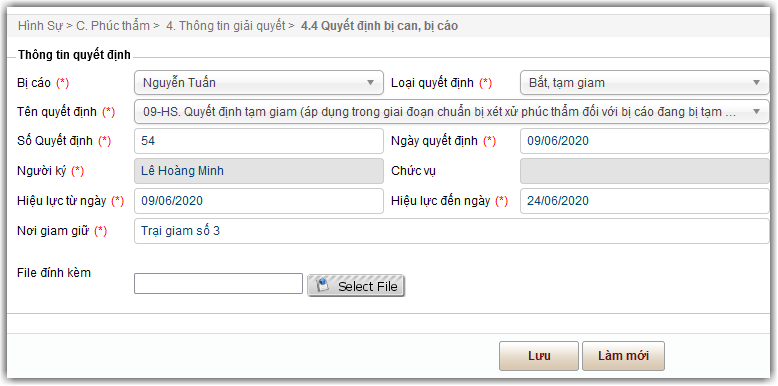 Hình Sự > C. Phúc thẩm > 4. Thông tin giải quyết > 4.4 Quyết định bị can, bị cáo
Thông tin quyết định
Bị cáo (*) Nguyễn Tuấn Loại quyết định (*) Bắt, tạm giam
Tên quyết định (*) 09-HS. Quyết định tạm giam (áp dụng trong giai đoạn chuẩn bị xét xử phúc thẩm đối với bị cáo đang bị tạm ...
Số Quyết định (*) 54 Ngày quyết định (*) 09/06/2020
Người ký (*) Lê Hoàng Minh Chức vụ
Hiệu lực từ ngày (*) 09/06/2020 Hiệu lực đến ngày (*) 24/06/2020
Nơi giam giữ (*) Trại giam số 3
File đính kèm Select File
Lưu Làm mới